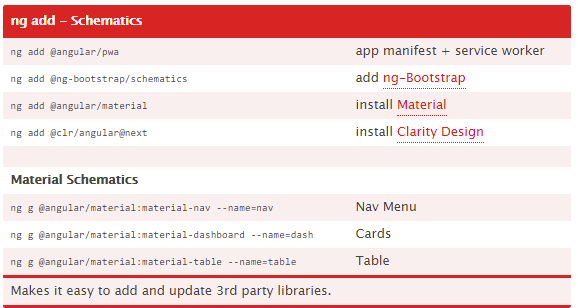 ng add – Schematics
ng add @angular/pwa app manifest + service worker
ng add @ng-bootstrap/schematics add ng-Bootstrap
ng add @angular/material install Material
ng add @clr/angular@next install Clarity Design
Material Schematics
ng g @angular/material:material-nav --name=nav Nav Menu
ng g @angular/material:material-dashboard --name=dash Cards
ng g @angular/material:material-table --name=table Table
Makes it easy to add and update 3rd party libraries.